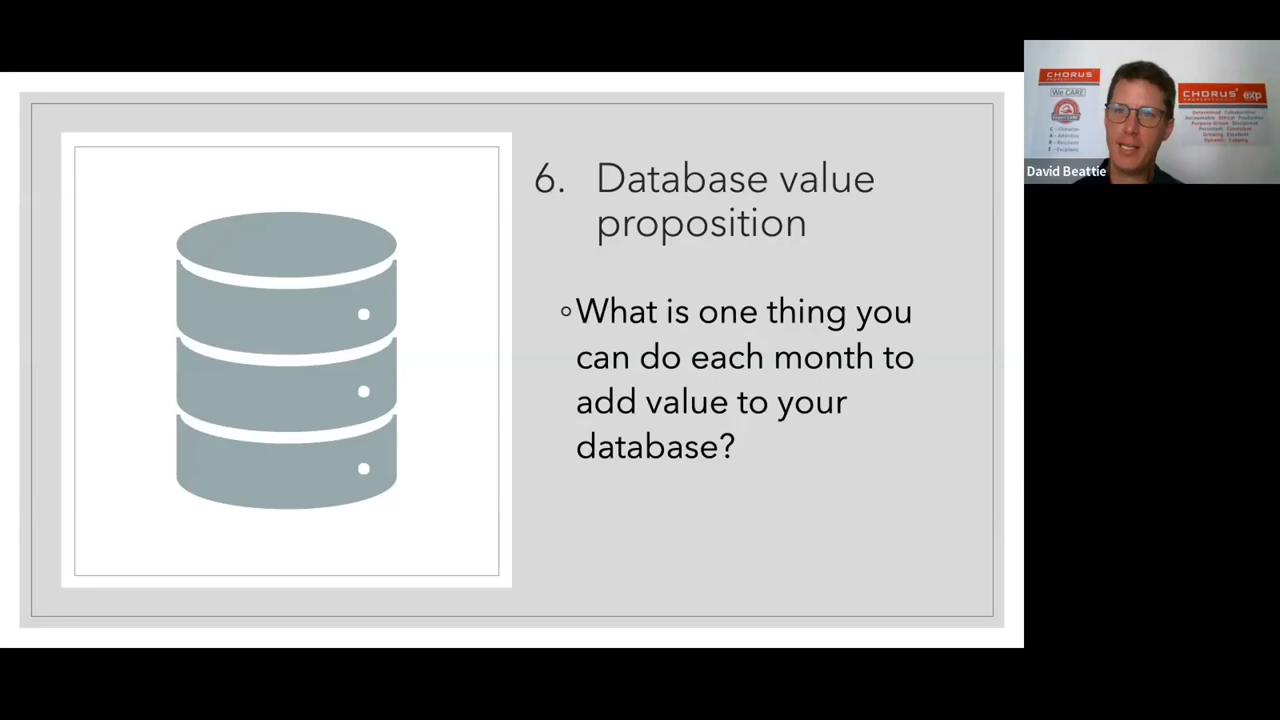 6. Database value
proposition
What is one thing you
can do each month to
add value to your
database?
CHORUS
We CARE
CHORUS exp
David Beattie